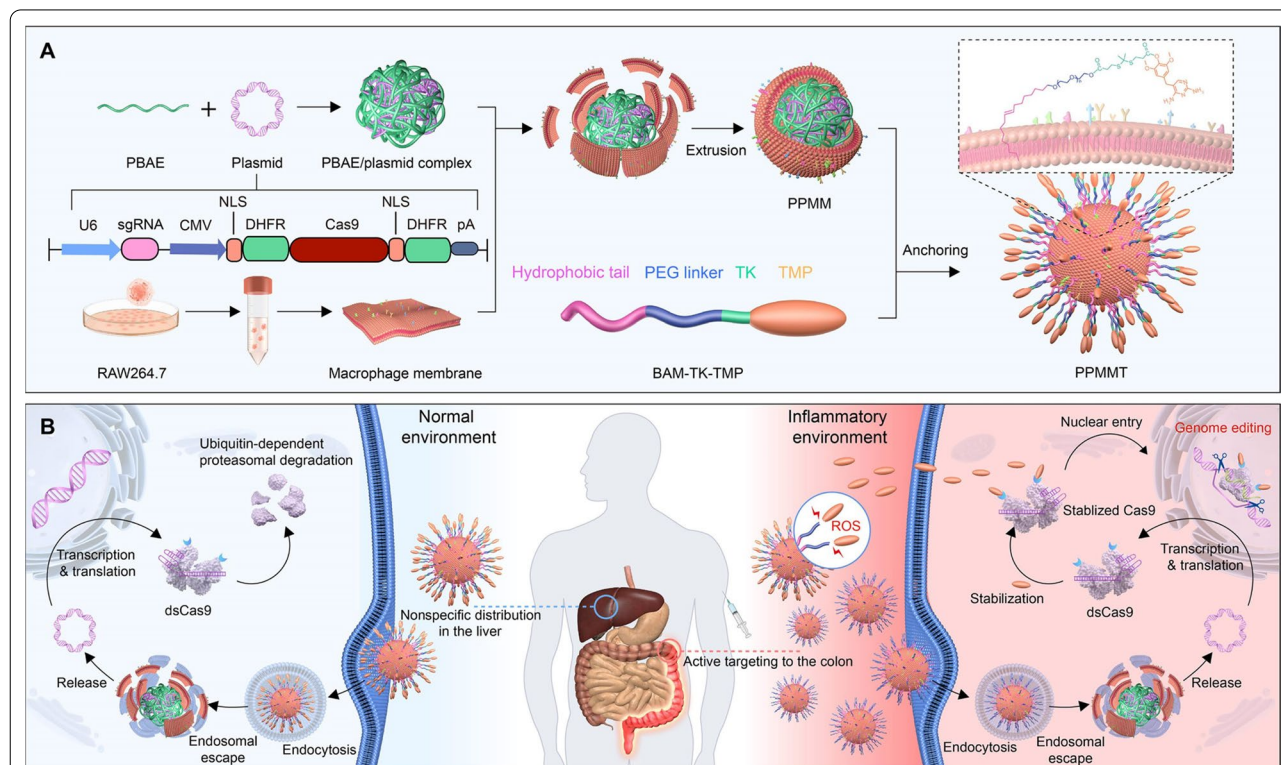 A
PBAE
+
Plasmid
PBAE/plasmid complex
Extrusion
PPMM
U6
sgRNA
CMV
NLS
DHFR
Cas9
NLS
DHFR
pA
RAW264.7
Macrophage membrane
Hydrophobic tail
PEG linker
TK
TMP
BAM-TK-TMP
Anchoring
PPMMT
B
Normal
environment
Ubiquitin-dependent
proteasomal degradation
Transcription
& translation
dsCas9
Release
Endosomal
escape
Endocytosis
Nonspecific distribution
in the liver
Active targeting to the colon
Inflammatory
environment
ROS
Nuclear entry
Genome editing
Stablized Cas9
Transcription
& translation
Stabilization
dsCas9
Release
Endocytosis
Endosomal
escape